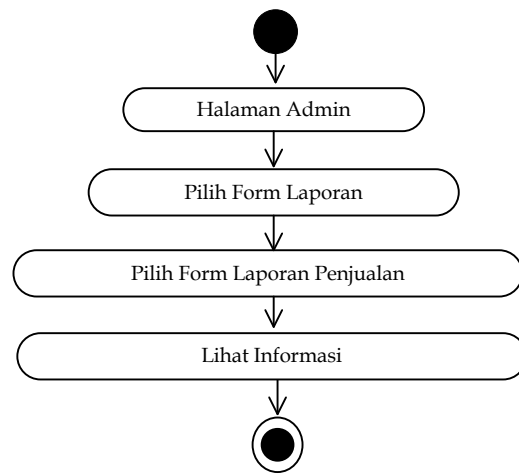 Halaman Admin
Pilih Form Laporan
Pilih Form Laporan Penjualan
Lihat Informasi